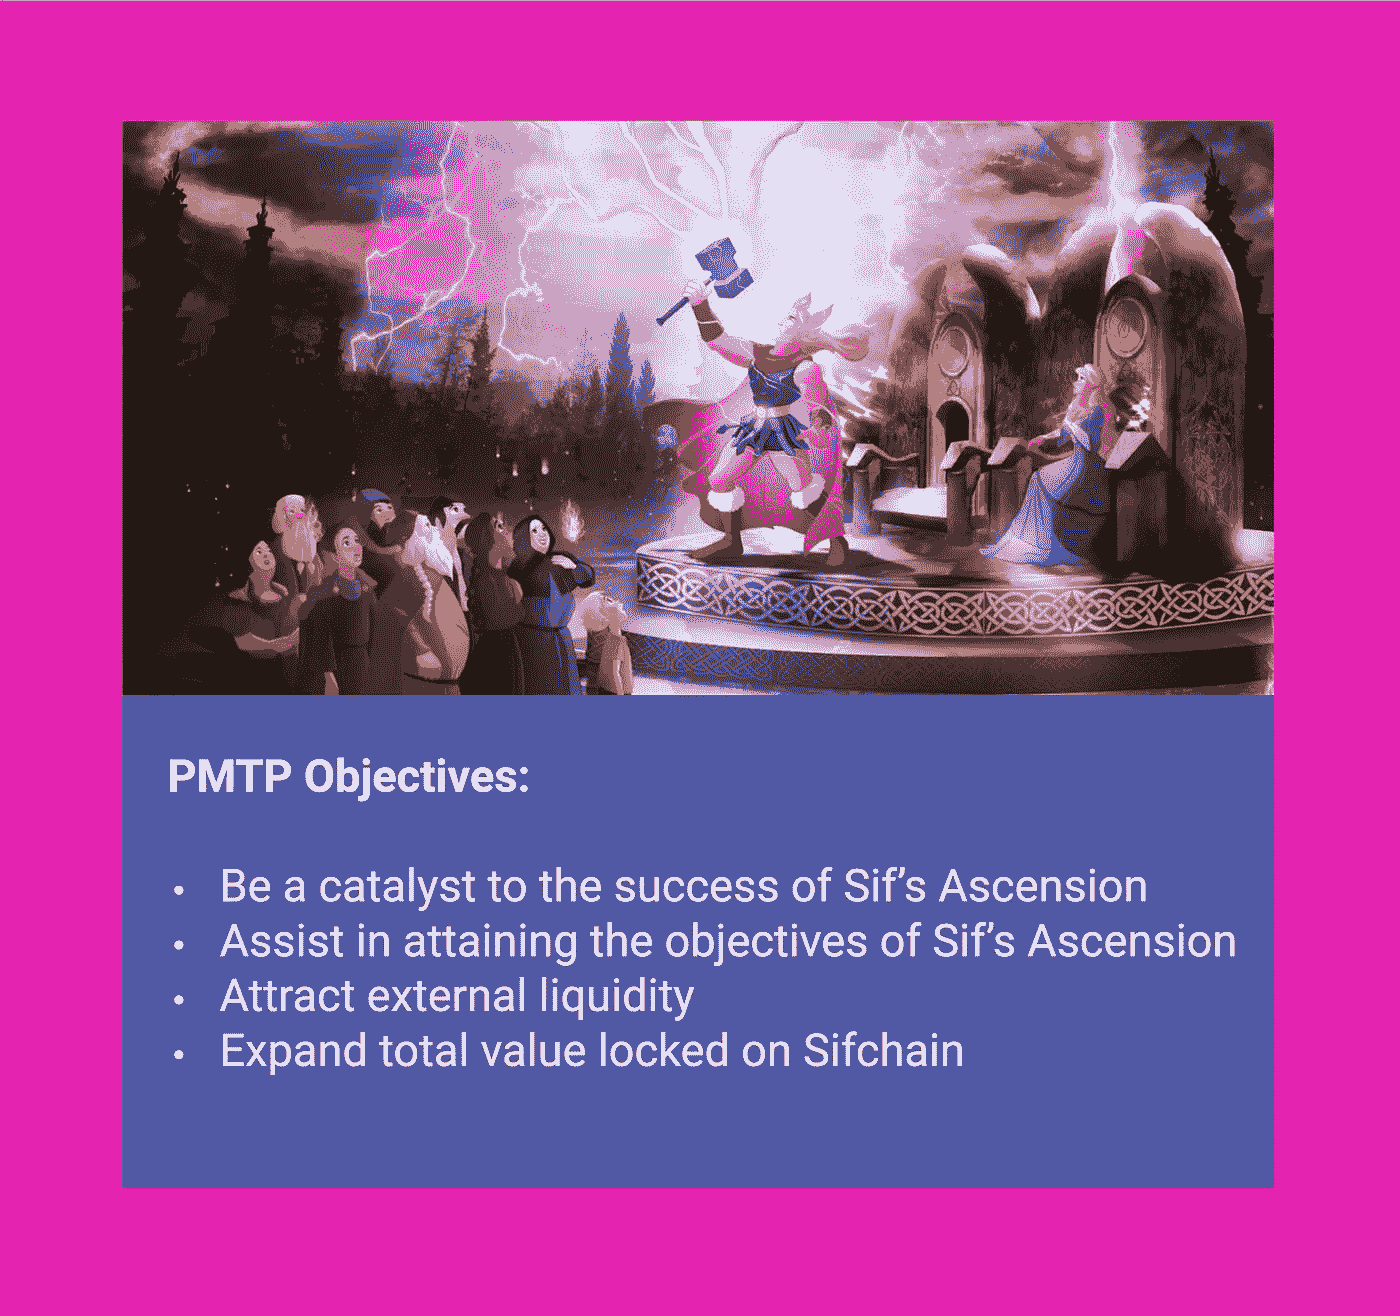 PMTP Objectives:
• Be a catalyst to the success of Sif’s Ascension
• Assist in attaining the objectives of Sif’s Ascension
• Attract external liquidity
• Expand total value locked on Sifchain